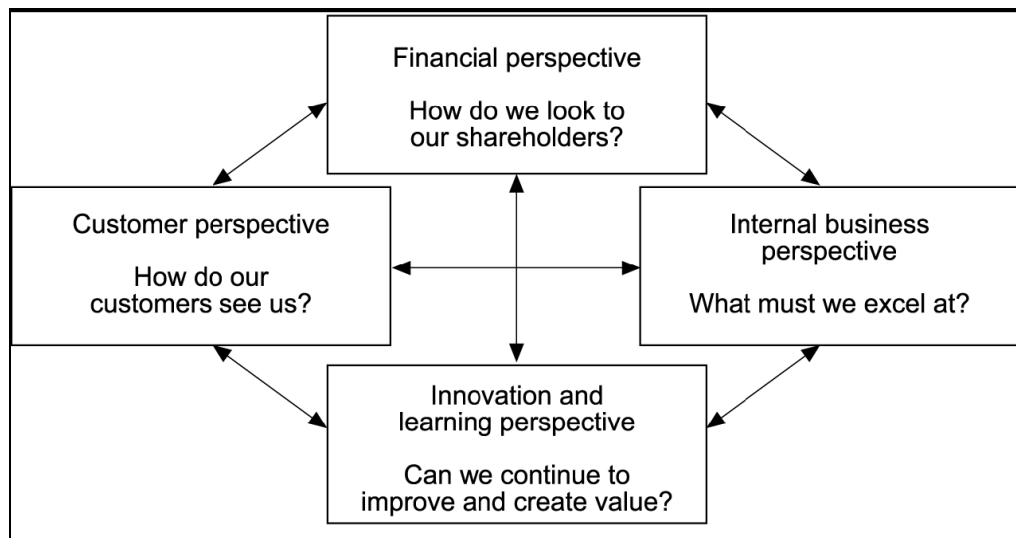 Financial perspective
How do we look to
our shareholders?
Customer perspective
How do our
customers see us?
Internal business
perspective
What must we excel at?
Innovation and
learning perspective
Can we continue to
improve and create value?